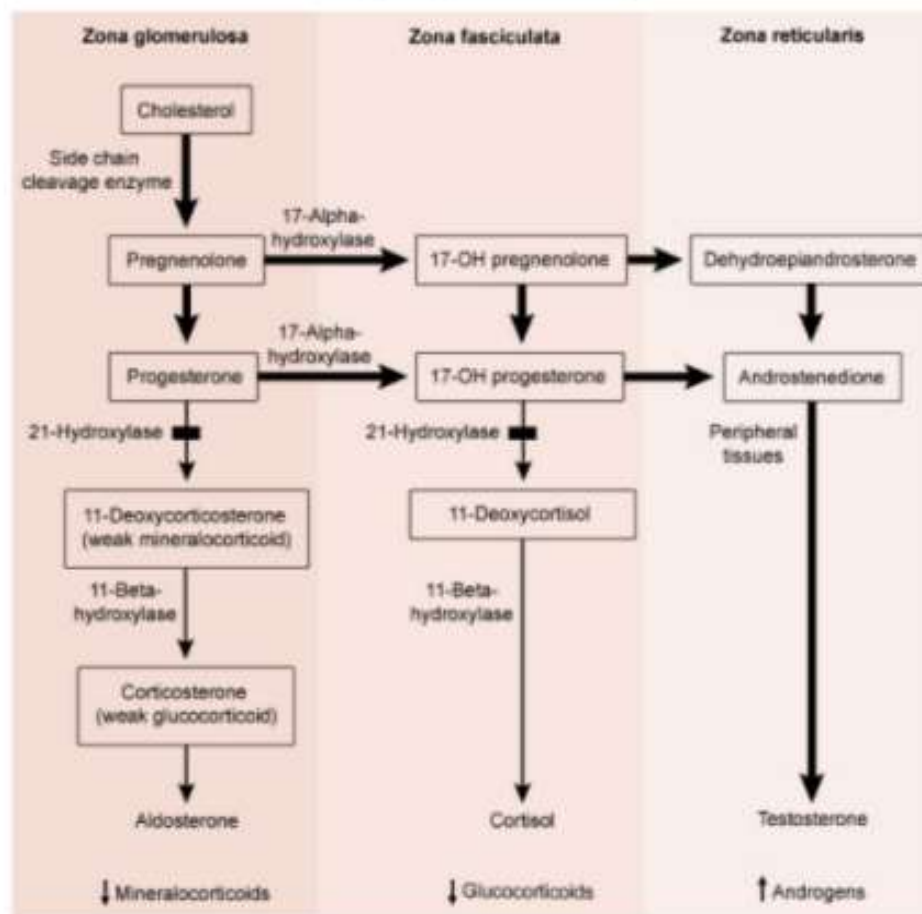 Zona glomerulosa
Zona fasciculata
Zona reticularis
Cholesterol
Side chain
cleavage enzyme
17-Alpha-
hydroxylase
Pregnenolone
17-OH pregnenolone
Dehydroepiandrosterone
17-Alpha-
hydroxylase
Progesterone
17-OH progesterone
Androstenedione
21-Hydroxylase
21-Hydroxylase
Peripheral
tissues
11-Deoxycorticosterone
(weak mineralocorticoid)
11-Deoxycortisol
11-Beta-
hydroxylase
11-Beta-
hydroxylase
Corticosterone
(weak glucocorticoid)
Aldosterone
Cortisol
Testosterone
↓ Mineralocorticoids
↓ Glucocorticoids
↑ Androgens